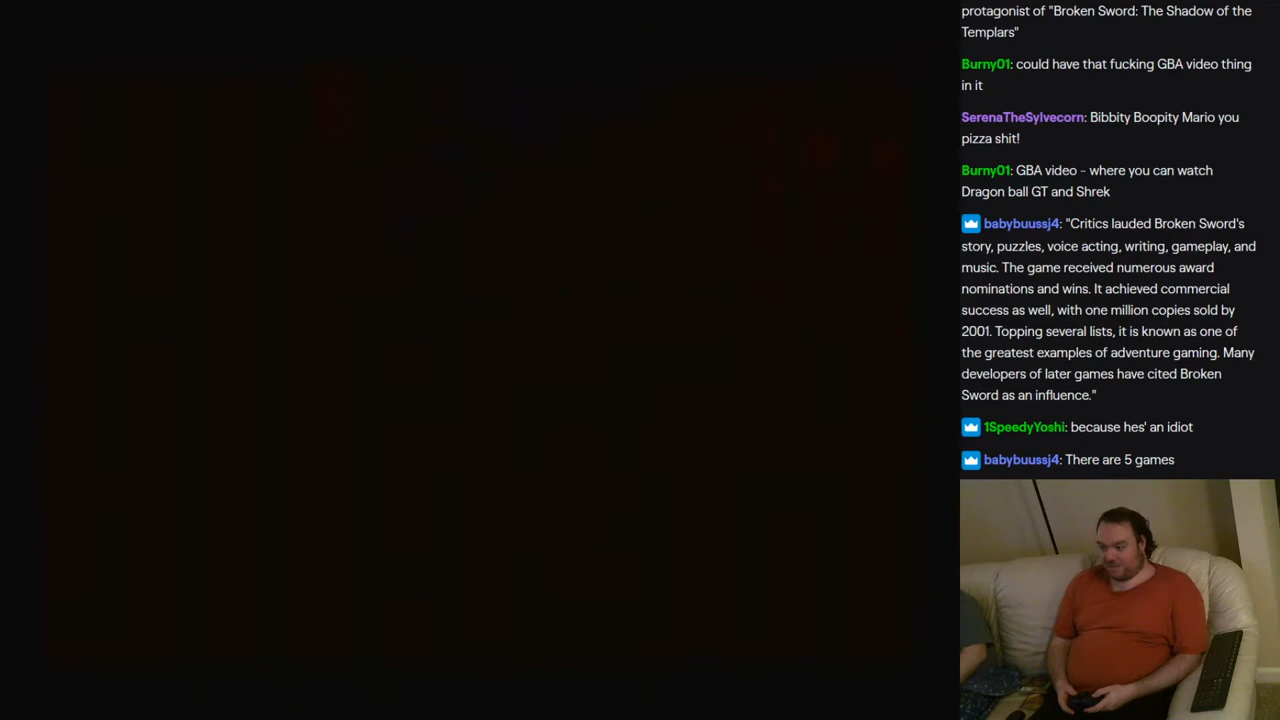 protagonist of "Broken Sword: The Shadow of the
Templars"
Burny01: could have that fucking GBA video thing
in it
SerenaTheSylvecorn: Bibbity Boopity Mario you
pizza shit!
Burny01: GBA video - where you can watch
Dragon ball GT and Shrek
babybuussj4: "Critics lauded Broken Sword's
story, puzzles, voice acting, writing, gameplay, and
music. The game received numerous award
nominations and wins. It achieved commercial
success as well, with one million copies sold by
2001. Topping several lists, it is known as one of
the greatest examples of adventure gaming. Many
developers of later games have cited Broken
Sword as an influence."
1SpeedyYoshi: because hes' an idiot
babybuussj4: There are 5 games